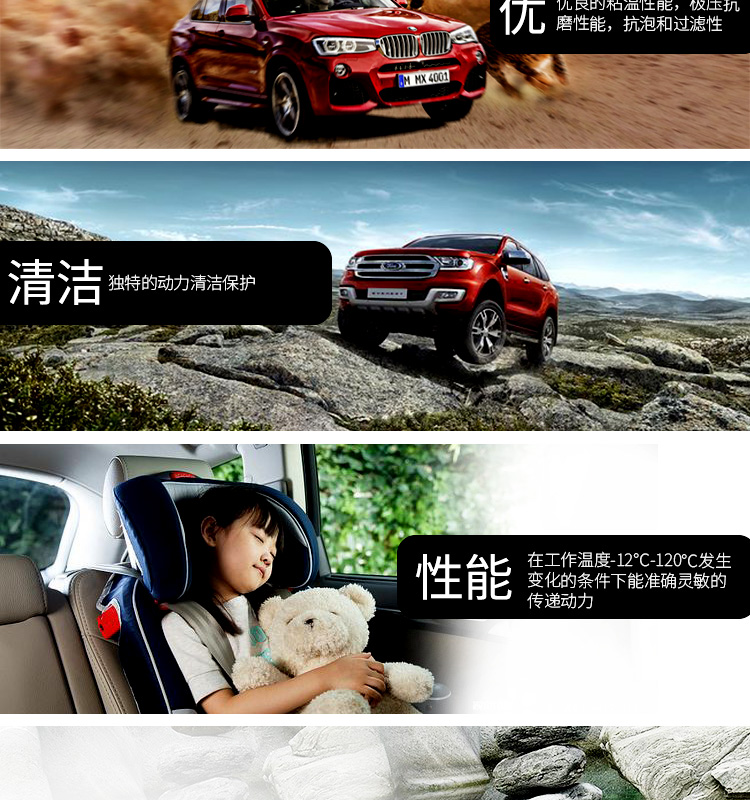 优
优良的粘温性能，极压抗
磨性能，抗泡和过滤性
M MX 4001
清洁
独特的动力清洁保护
Ford
EVEREST
性能
在工作温度-12℃-120℃发生
变化的条件下能准确灵敏的
传递动力